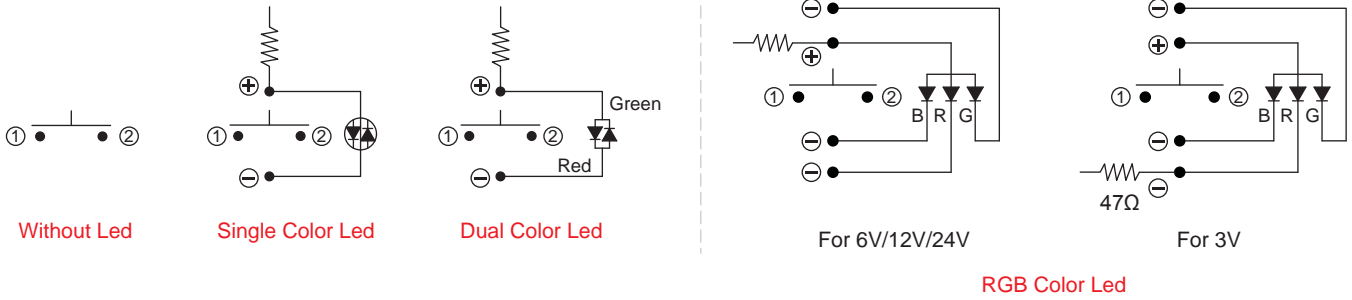 ⊖
⊕
① ②
B R G
⊖
⊖
For 6V/12V/24V
⊖
⊕
① ②
B R G
⊖
⊖
47Ω
For 3V
RGB Color Led
① ②
Without Led
⊕
① ②
⊖
Single Color Led
⊕
Green
① ②
Red
⊖
Dual Color Led